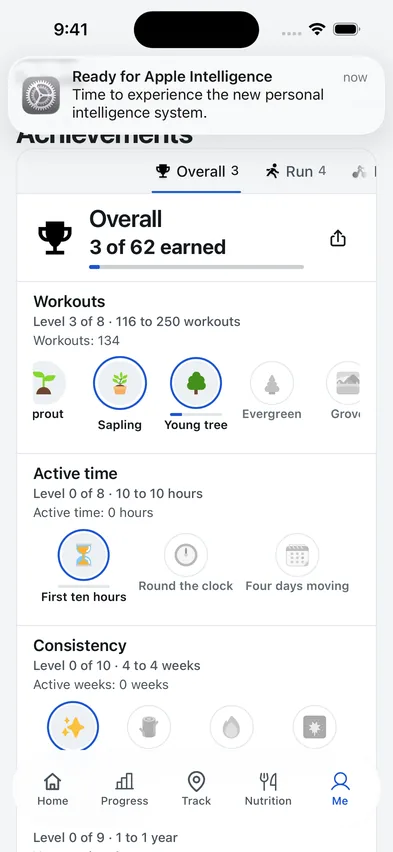 9:41
Ready for Apple Intelligence
now
Time to experience the new personal
intelligence system.
Achievements
Overall 3
Run 4
Overall
3 of 62 earned
Workouts
Level 3 of 8 · 116 to 250 workouts
Workouts: 134
prout
Sapling
Young tree
Evergreen
Grov
Active time
Level 0 of 8 · 10 to 10 hours
Active time: 0 hours
First ten hours
Round the clock
Four days moving
Consistency
Level 0 of 10 · 4 to 4 weeks
Active weeks: 0 weeks
Home
Progress
Track
Nutrition
Me
Level 0 of 9 · 1 to 1 year